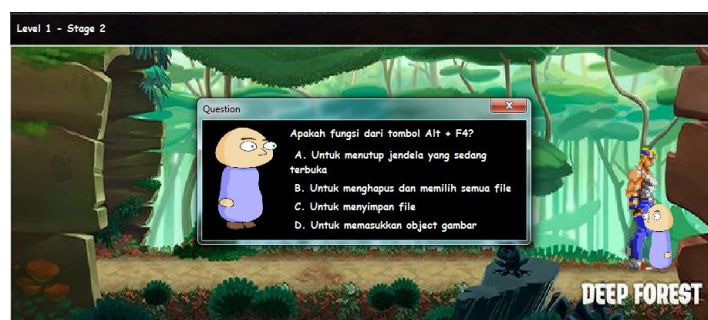 Level 1 - Stage 2
Question
Apakah fungsi dari tombol Alt + F4?
A. Untuk menutup jendela yang sedang
terbuka
B. Untuk menghapus dan memilih semua file
C. Untuk menyimpan file
D. Untuk memasukkan object gambar
DEEP FOREST